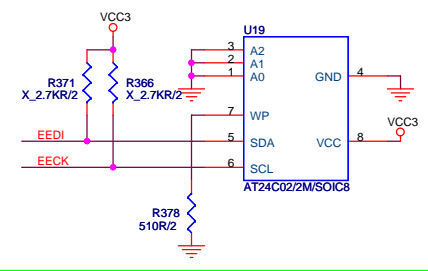 VCC3
U19
R371
X_2.7KR/2
R366
X_2.7KR/2
3 A2
2 A1
1 A0
GND 4
7 WP
VCC3
EEDI
5 SDA
VCC 8
EECK
6 SCL
AT24C02/2M/SOIC8
R378
510R/2